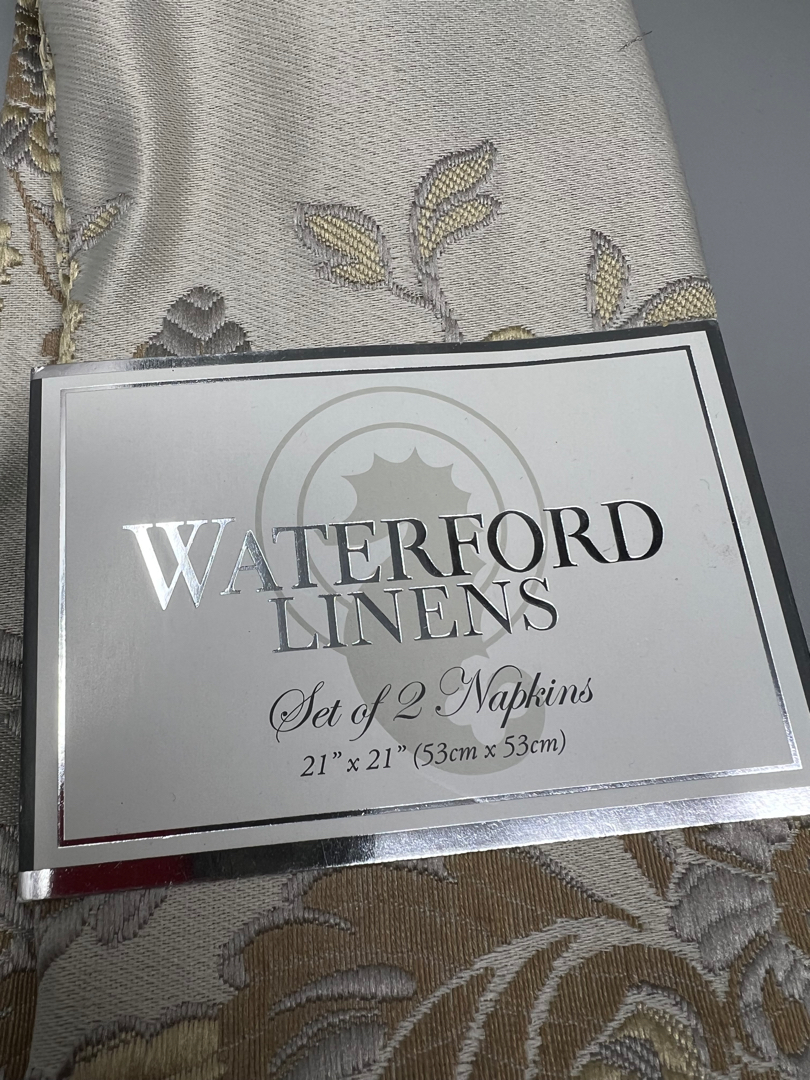 WATERFORD
LINENS
Set of 2 Napkins
21” x 21” (53cm x 53cm)